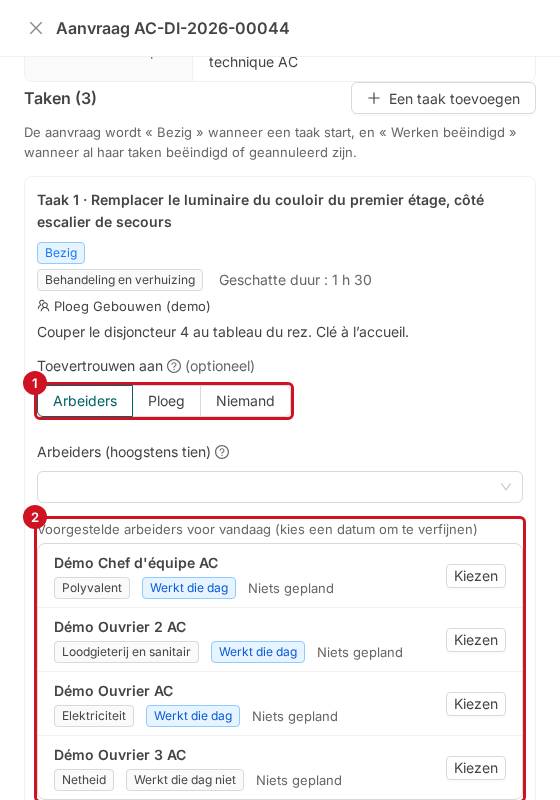 Aanvraag AC-DI-2026-00044
technique AC
Taken (3)
Een taak toevoegen
De aanvraag wordt « Bezig » wanneer een taak start, en « Werken beëindigd »
wanneer al haar taken beëindigd of geannuleerd zijn.
Taak 1 · Remplacer le luminaire du couloir du premier étage, côté
escalier de secours
Bezig
Behandeling en verhuizing Geschatte duur : 1 h 30
Ploeg Gebouwen (demo)
Couper le disjoncteur 4 au tableau du rez. Clé à l’accueil.
Toevertrouwen aan (optioneel)
1
Arbeiders Ploeg Niemand
Arbeiders (hoogstens tien)
2
Voorgestelde arbeiders voor vandaag (kies een datum om te verfijnen)
Démo Chef d'équipe AC
Polyvalent Werkt die dag Niets gepland
Kiezen
Démo Ouvrier 2 AC
Loodgieterij en sanitair Werkt die dag Niets gepland
Kiezen
Démo Ouvrier AC
Elektriciteit Werkt die dag Niets gepland
Kiezen
Démo Ouvrier 3 AC
Netheid Werkt die dag niet Niets gepland
Kiezen